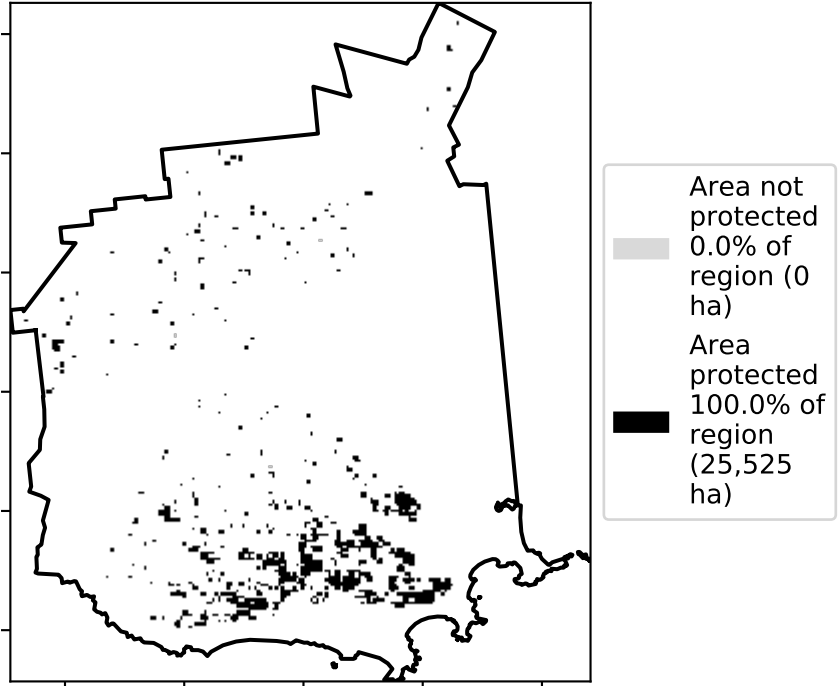 Area not
protected
0.0% of
region (0
ha)
Area
protected
100.0% of
region
(25,525
ha)